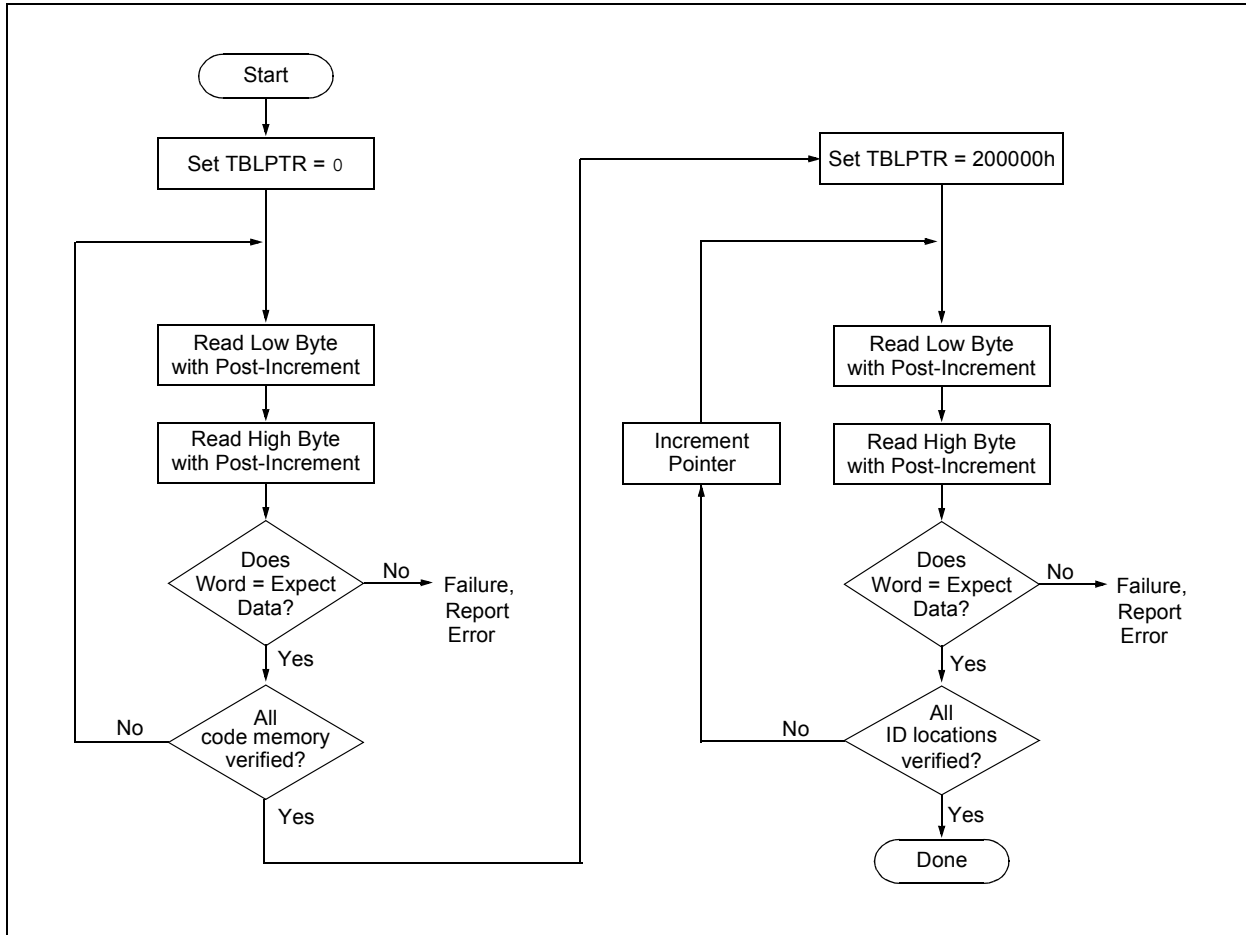 Start
Set TBLPTR = 0
Read Low Byte
with Post-Increment
Read High Byte
with Post-Increment
Does
Word = Expect
Data?
No
Failure,
Report
Error
Yes
All
code memory
verified?
No
Yes
Set TBLPTR = 200000h
Read Low Byte
with Post-Increment
Increment
Pointer
Read High Byte
with Post-Increment
Does
Word = Expect
Data?
No
Failure,
Report
Error
Yes
All
ID locations
verified?
No
Yes
Done